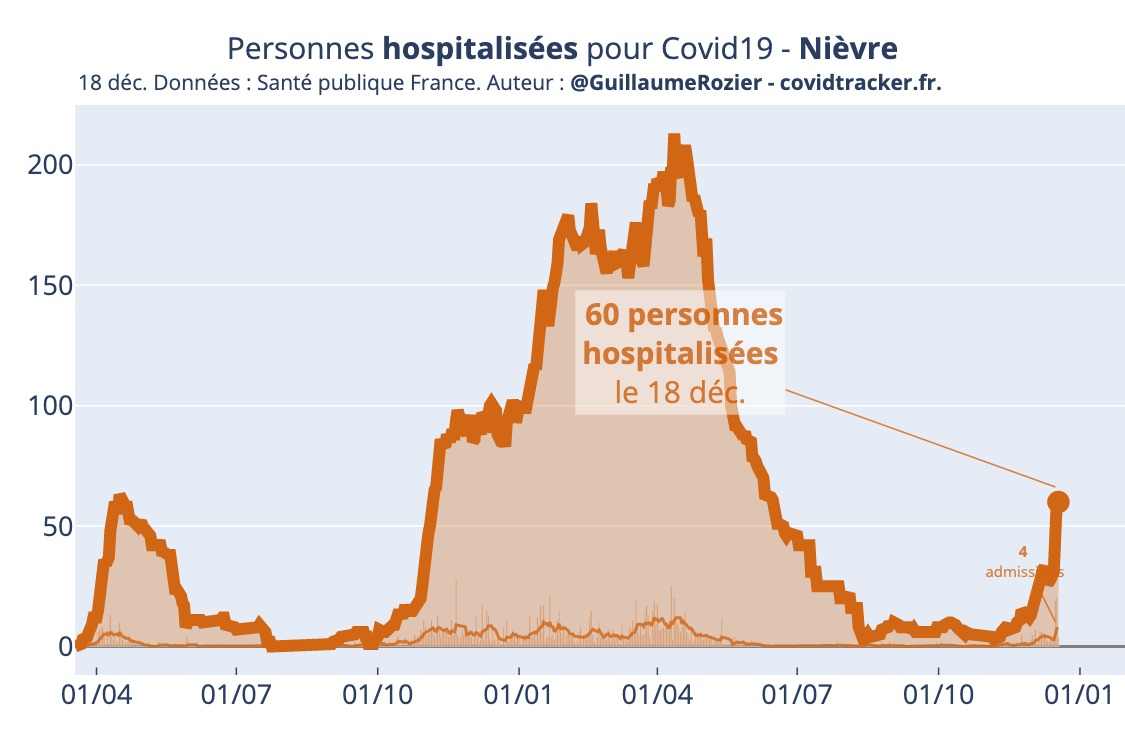 Personnes hospitalisées pour Covid19 - Nièvre
18 déc. Données : Santé publique France. Auteur : @GuillaumeRozier - covidtracker.fr.
200
150
100
50
0
60 personnes
hospitalisées
le 18 déc.
4
admissions
01/04 01/07 01/10 01/01 01/04 01/07 01/10 01/01